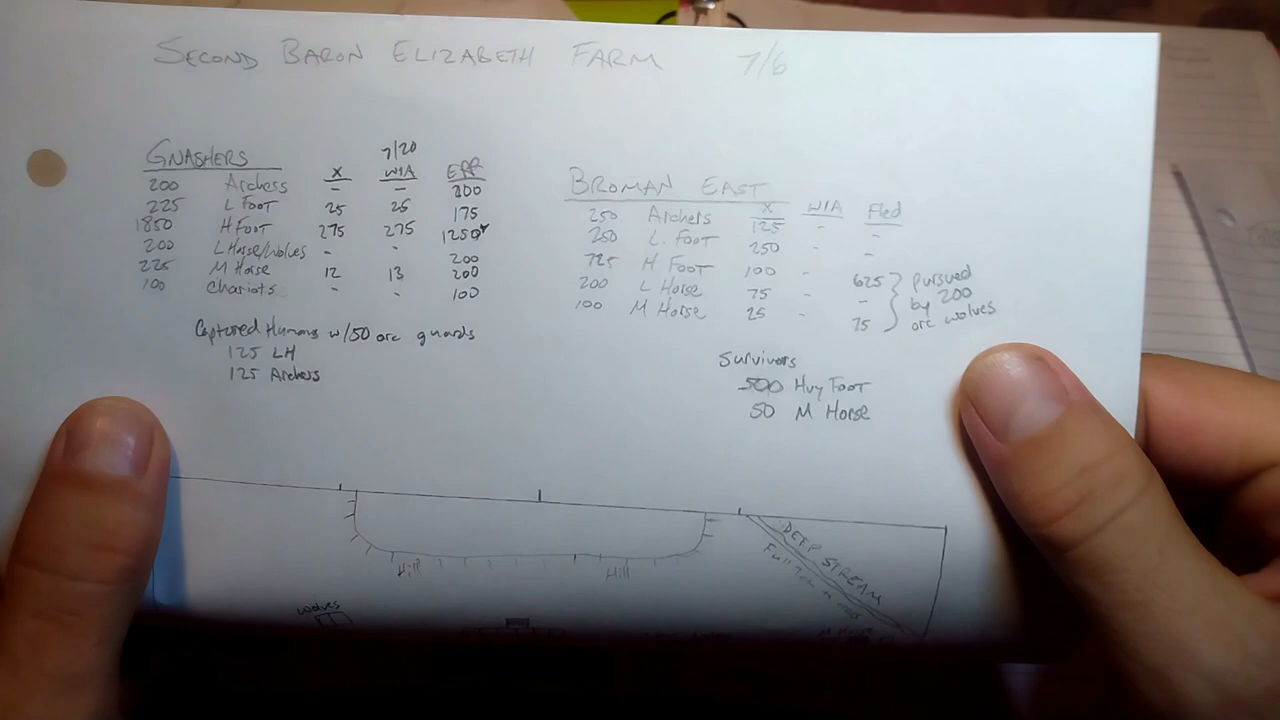 SECOND BARON ELIZABETH FARM 7/6
7/20
GNASHERS X WIA EFF
200 Archers - - 200
225 L FOOT 25 25 175
1850 H FOOT 275 275 1250
200 L Horse/Wolves - - 200
225 M Horse 12 13 200
100 Chariots - - 100
Captured Humans w/50 orc guards
125 LH
125 Archers
BROMAN EAST
250 Archers X WIA Fled
125 - -
250 L. FOOT 250 - -
725 H FOOT 100 - 625
200 L Horse 75 - -
100 M Horse 25 - 75
pursued
by 200
orc wolves
Survivors
500 Hvy FOOT
50 M Horse
Hill Hill
DEEP STREAM
Full
wolves
M Horse